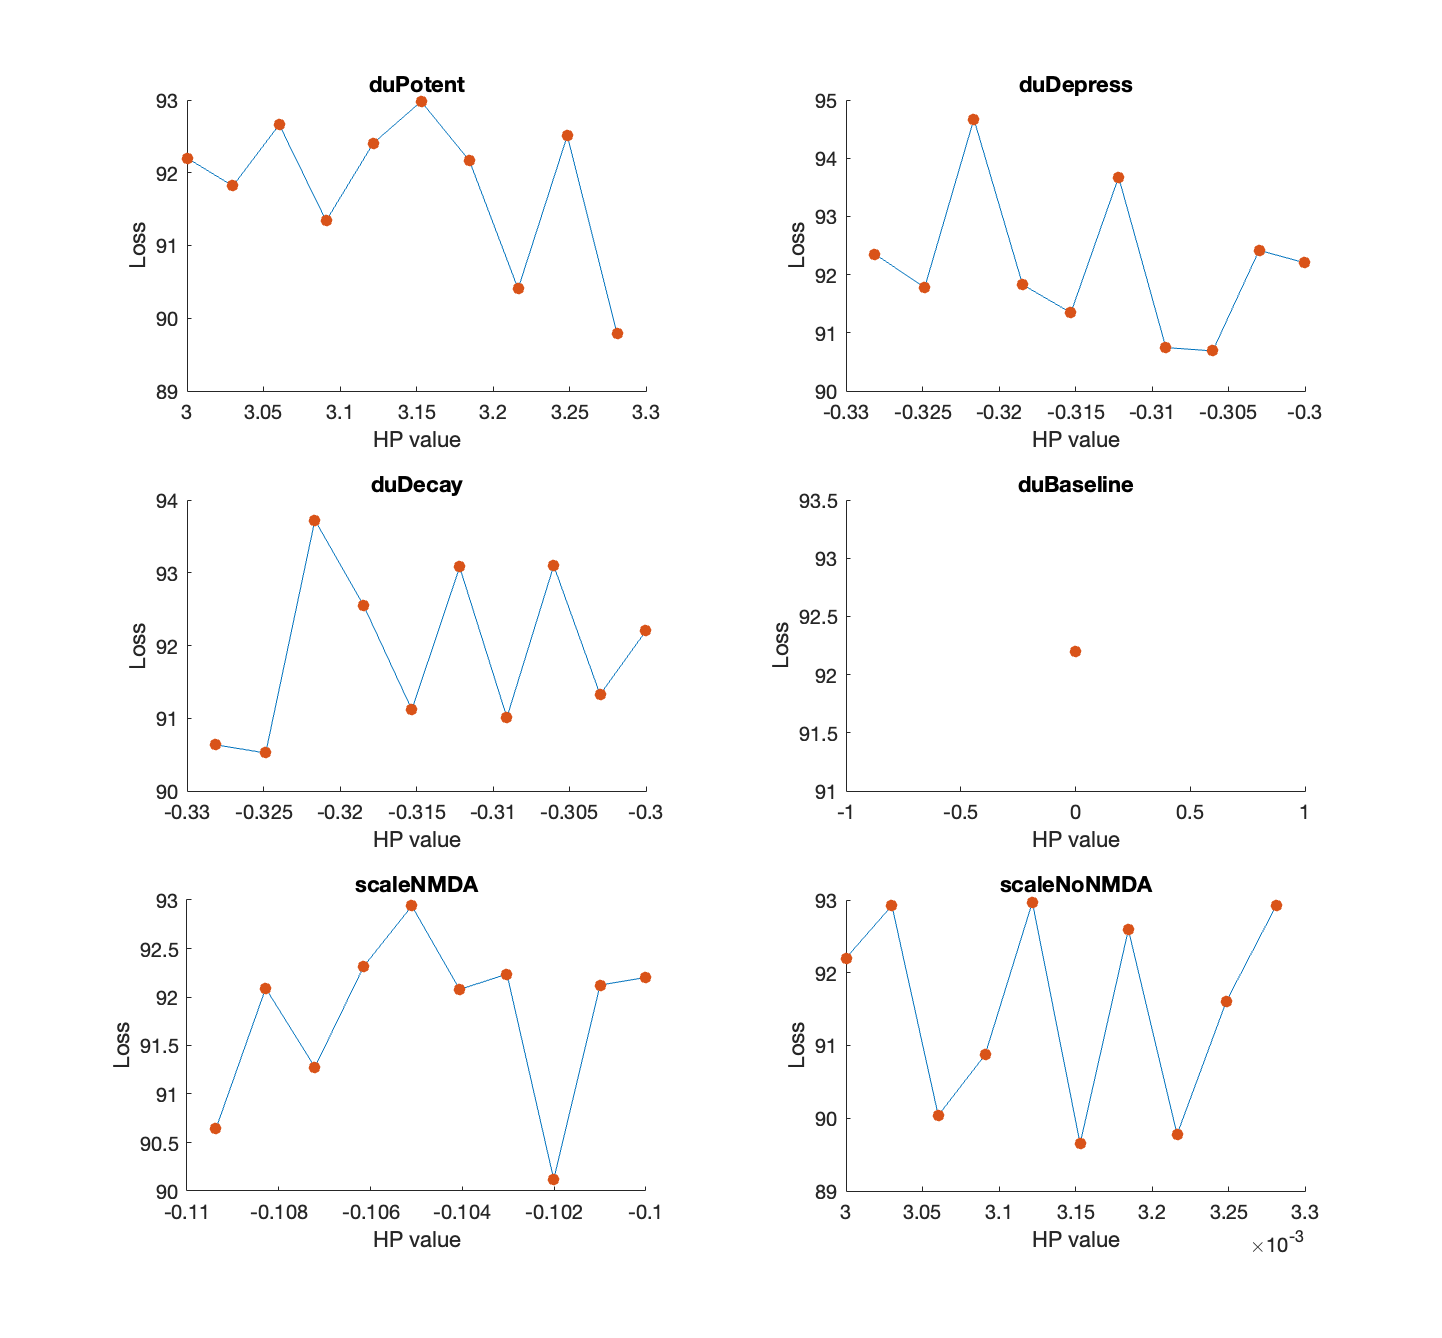 duPotent
93
92
91
90
89
3 3.05 3.1 3.15 3.2 3.25 3.3
HP value
Loss
duDepress
95
94
93
92
91
90
-0.33 -0.325 -0.32 -0.315 -0.31 -0.305 -0.3
HP value
Loss
duDecay
94
93
92
91
90
-0.33 -0.325 -0.32 -0.315 -0.31 -0.305 -0.3
HP value
Loss
duBaseline
93.5
93
92.5
92
91.5
91
-1 -0.5 0 0.5 1
HP value
Loss
scaleNMDA
93
92.5
92
91.5
91
90.5
90
-0.11 -0.108 -0.106 -0.104 -0.102 -0.1
HP value
Loss
scaleNoNMDA
93
92
91
90
89
3 3.05 3.1 3.15 3.2 3.25 3.3
HP value
×10-3
Loss